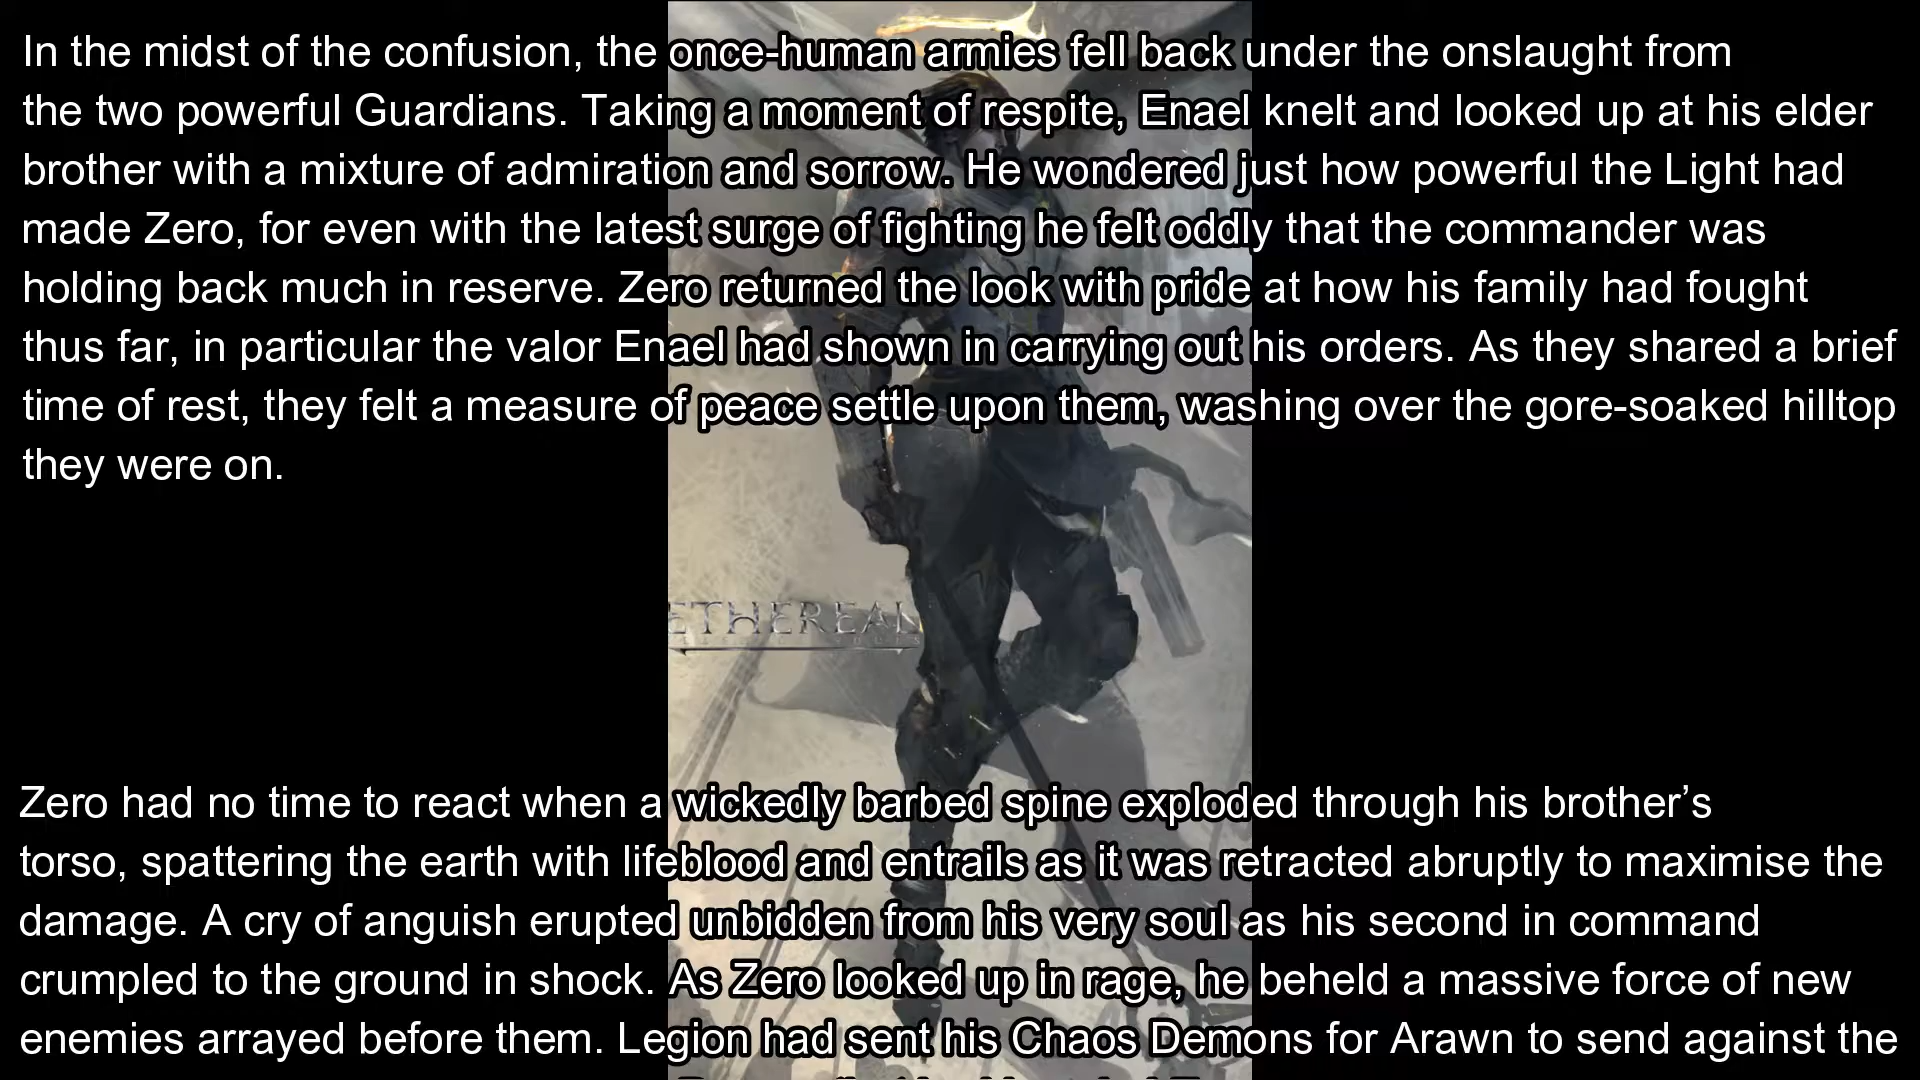 In the midst of the confusion, the once-human armies fell back under the onslaught from
the two powerful Guardians. Taking a moment of respite, Enael knelt and looked up at his elder
brother with a mixture of admiration and sorrow. He wondered just how powerful the Light had
made Zero, for even with the latest surge of fighting he felt oddly that the commander was
holding back much in reserve. Zero returned the look with pride at how his family had fought
thus far, in particular the valor Enael had shown in carrying out his orders. As they shared a brief
time of rest, they felt a measure of peace settle upon them, washing over the gore-soaked hilltop
they were on.
ETHEREAL
Zero had no time to react when a wickedly barbed spine exploded through his brother’s
torso, spattering the earth with lifeblood and entrails as it was retracted abruptly to maximise the
damage. A cry of anguish erupted unbidden from his very soul as his second in command
crumpled to the ground in shock. As Zero looked up in rage, he beheld a massive force of new
enemies arrayed before them. Legion had sent his Chaos Demons for Arawn to send against the